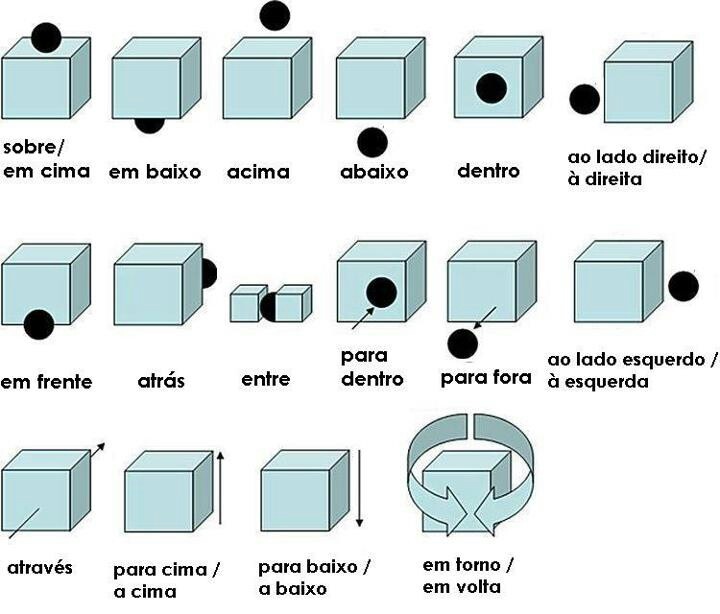 sobre/
em cima
em baixo
acima
abaixo
dentro
ao lado direito/
à direita
em frente
atrás
entre
para
dentro
para fora
ao lado esquerdo /
à esquerda
através
para cima /
a cima
para baixo /
a baixo
em torno /
em volta